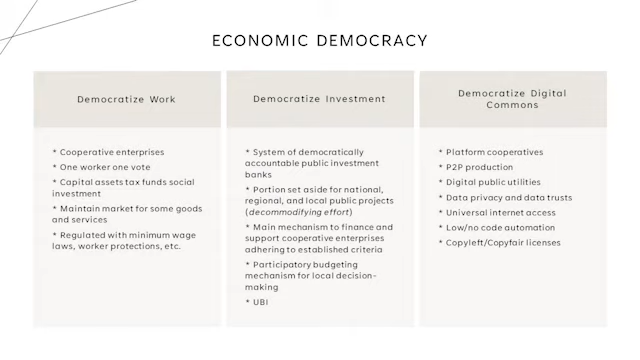 ECONOMIC DEMOCRACY
Democratize Work
* Cooperative enterprises
* One worker one vote
* Capital assets tax funds social
investment
* Maintain market for some goods
and services
* Regulated with minimum wage
laws, worker protections, etc.
Democratize Investment
* System of democratically
accountable public investment
banks
* Portion set aside for national,
regional, and local public projects
(decommodifying effort)
* Main mechanism to finance and
support cooperative enterprises
adhering to established criteria
* Participatory budgeting
mechanism for local decision-
making
* UBI
Democratize Digital
Commons
* Platform cooperatives
* P2P production
* Digital public utilities
* Data privacy and data trusts
* Universal internet access
* Low/no code automation
* Copyleft/Copyfair licenses